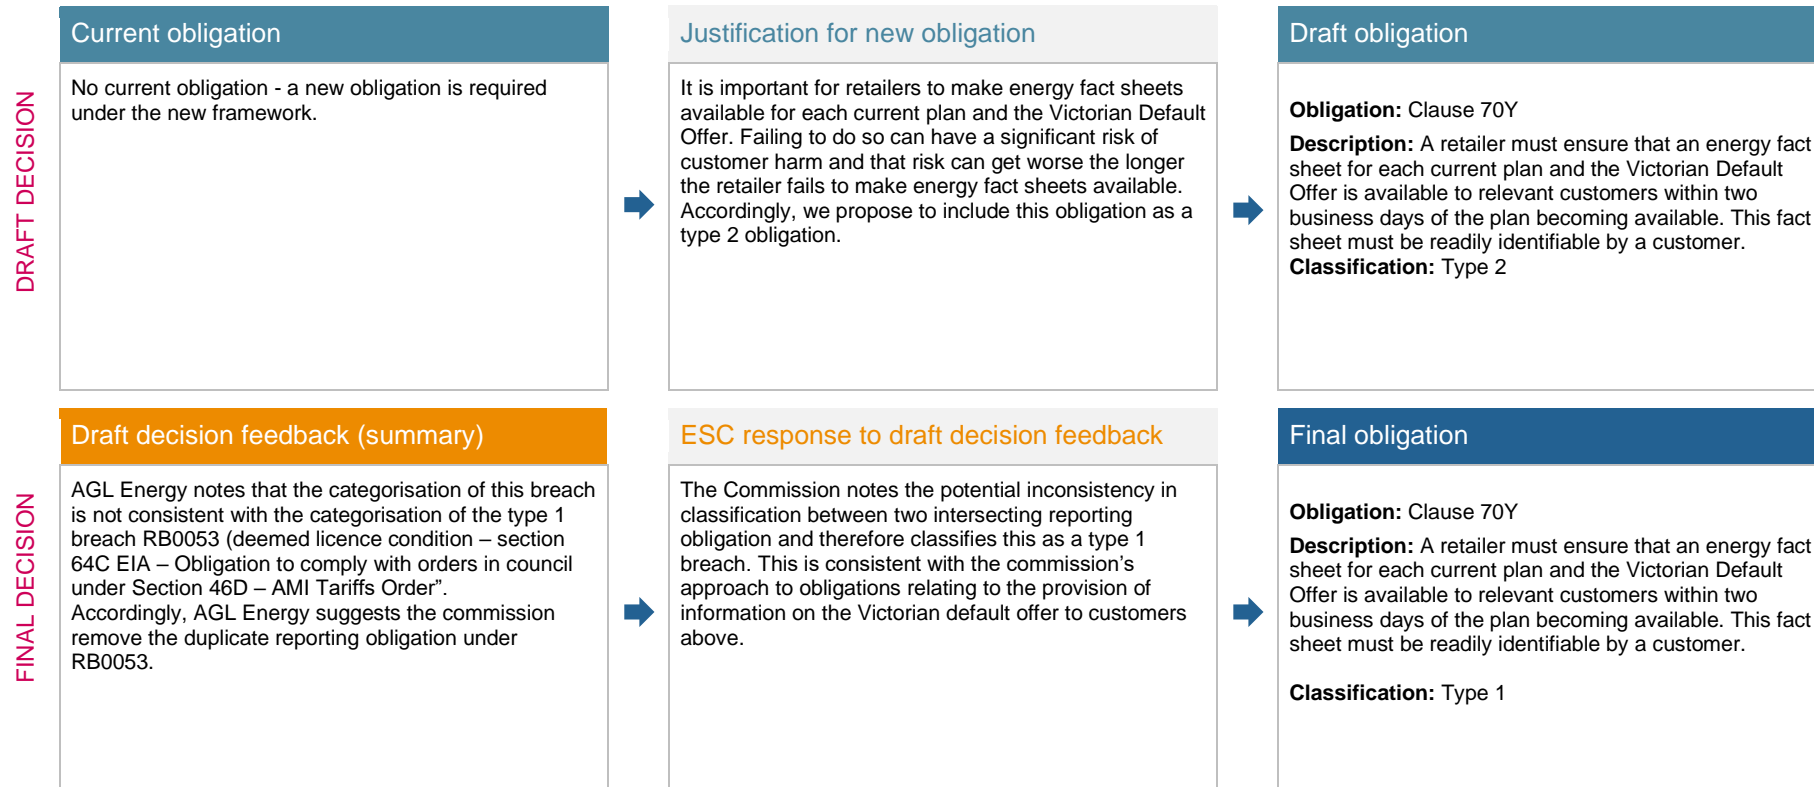 DRAFT DECISION
Current obligation
No current obligation - a new obligation is required
under the new framework.
Justification for new obligation
It is important for retailers to make energy fact sheets
available for each current plan and the Victorian Default
Offer. Failing to do so can have a significant risk of
customer harm and that risk can get worse the longer
the retailer fails to make energy fact sheets available.
Accordingly, we propose to include this obligation as a
type 2 obligation.
Draft obligation
Obligation: Clause 70Y
Description: A retailer must ensure that an energy fact
sheet for each current plan and the Victorian Default
Offer is available to relevant customers within two
business days of the plan becoming available. This fact
sheet must be readily identifiable by a customer.
Classification: Type 2
FINAL DECISION
Draft decision feedback (summary)
AGL Energy notes that the categorisation of this breach
is not consistent with the categorisation of the type 1
breach RB0053 (deemed licence condition – section
64C EIA – Obligation to comply with orders in council
under Section 46D – AMI Tariffs Order”.
Accordingly, AGL Energy suggests the commission
remove the duplicate reporting obligation under
RB0053.
ESC response to draft decision feedback
The Commission notes the potential inconsistency in
classification between two intersecting reporting
obligation and therefore classifies this as a type 1
breach. This is consistent with the commission’s
approach to obligations relating to the provision of
information on the Victorian default offer to customers
above.
Final obligation
Obligation: Clause 70Y
Description: A retailer must ensure that an energy fact
sheet for each current plan and the Victorian Default
Offer is available to relevant customers within two
business days of the plan becoming available. This fact
sheet must be readily identifiable by a customer.
Classification: Type 1